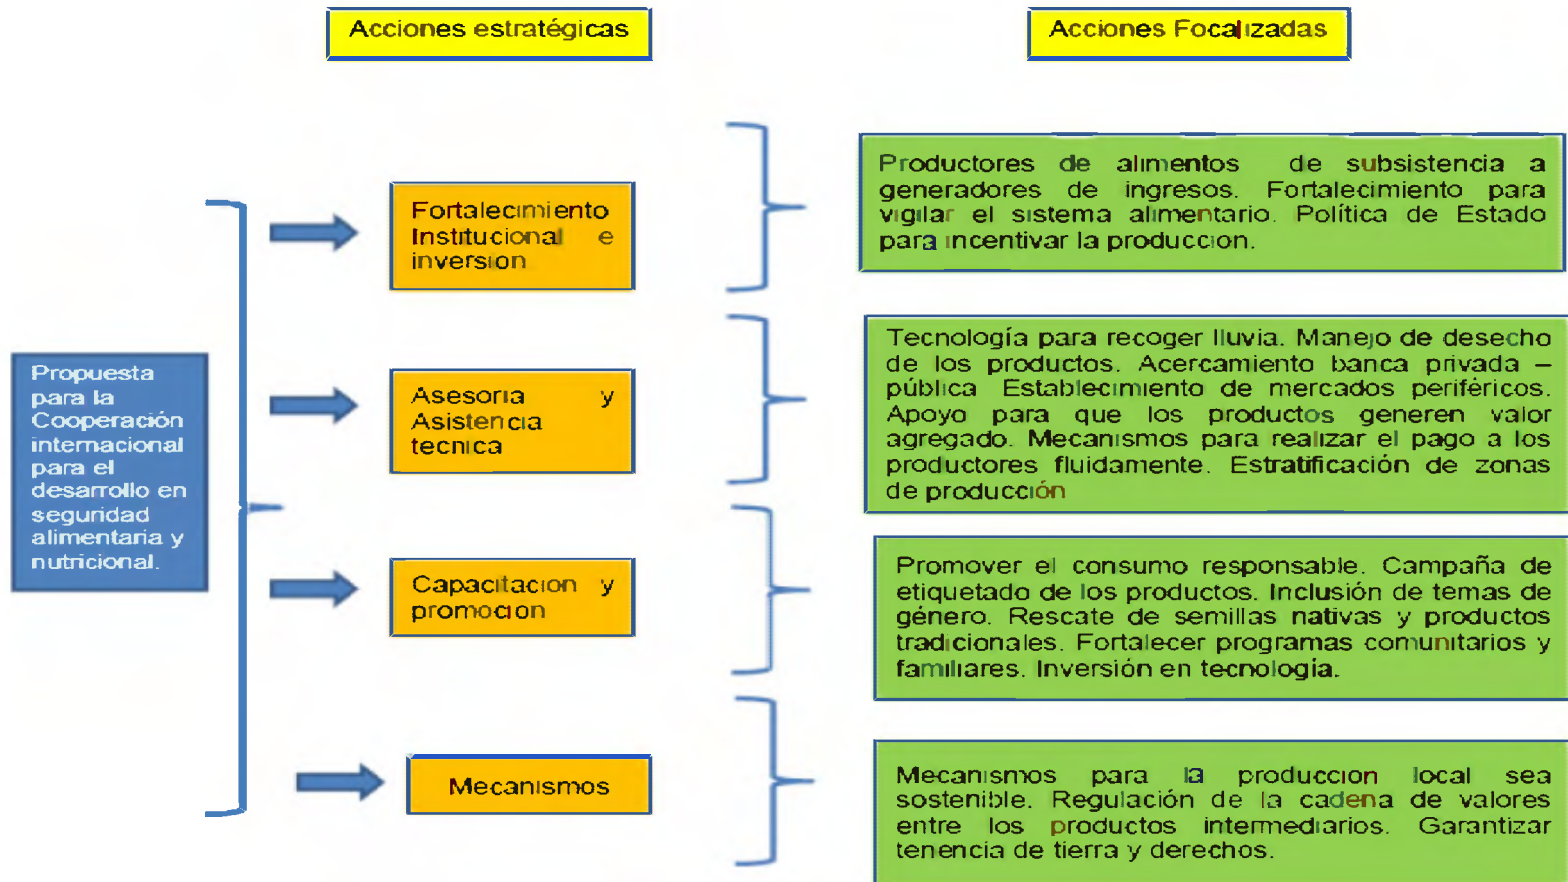 Acciones estratégicas
Acciones Focalizadas
Propuesta
para la
Cooperación
internacional
para el
desarrollo en
seguridad
alimentaria y
nutricional.
Fortalecimiento
Institucional e
inversion
Productores de alimentos de subsistencia a
generadores de ingresos. Fortalecimiento para
vigilar el sistema alimentario. Política de Estado
para incentivar la produccion.
Asesoria y
Asistencia
tecnica
Tecnología para recoger lluvia. Manejo de desecho
de los productos. Acercamiento banca privada –
pública Establecimiento de mercados periféricos.
Apoyo para que los productos generen valor
agregado. Mecanismos para realizar el pago a los
productores fluidamente. Estratificación de zonas
de producción
Capacitacion y
promocion
Promover el consumo responsable. Campaña de
etiquetado de los productos. Inclusión de temas de
género. Rescate de semillas nativas y productos
tradicionales. Fortalecer programas comunitarios y
familiares. Inversión en tecnología.
Mecanismos
Mecanismos para la produccion local sea
sostenible. Regulación de la cadena de valores
entre los productos intermediarios. Garantizar
tenencia de tierra y derechos.